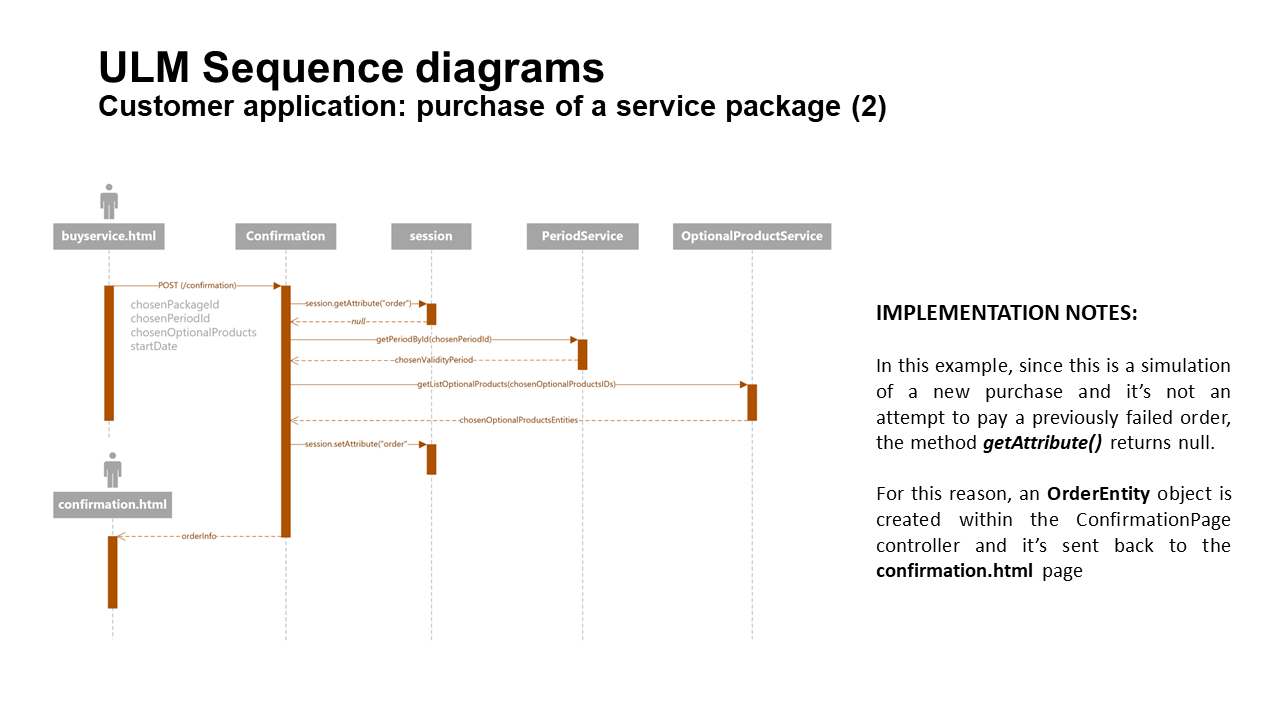 ULM Sequence diagrams
Customer application: purchase of a service package (2)
buyservice.html
Confirmation
session
PeriodService
OptionalProductService
POST (/confirmation)
chosenPackageId
chosenPeriodId
chosenOptionalProducts
startDate
session.getAttribute("order")
null
getPeriodById(chosenPeriodId)
chosenValidityPeriod
getListOptionalProducts(chosenOptionalProductsIDs)
chosenOptionalProductsEntities
session.setAttribute("order"
confirmation.html
orderInfo
IMPLEMENTATION NOTES:
In this example, since this is a simulation
of a new purchase and it’s not an
attempt to pay a previously failed order,
the method getAttribute() returns null.
For this reason, an OrderEntity object is
created within the ConfirmationPage
controller and it’s sent back to the
confirmation.html page